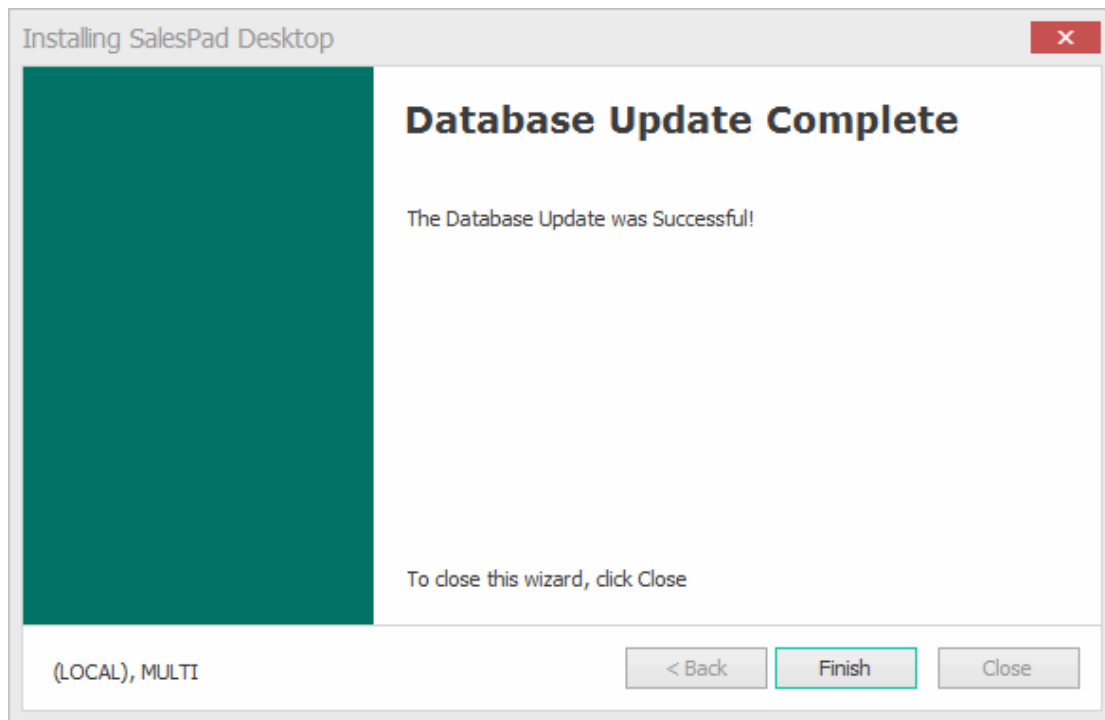 Installing SalesPad Desktop
Database Update Complete
The Database Update was Successful!
To close this wizard, click Close
(LOCAL), MULTI
< Back
Finish
Close